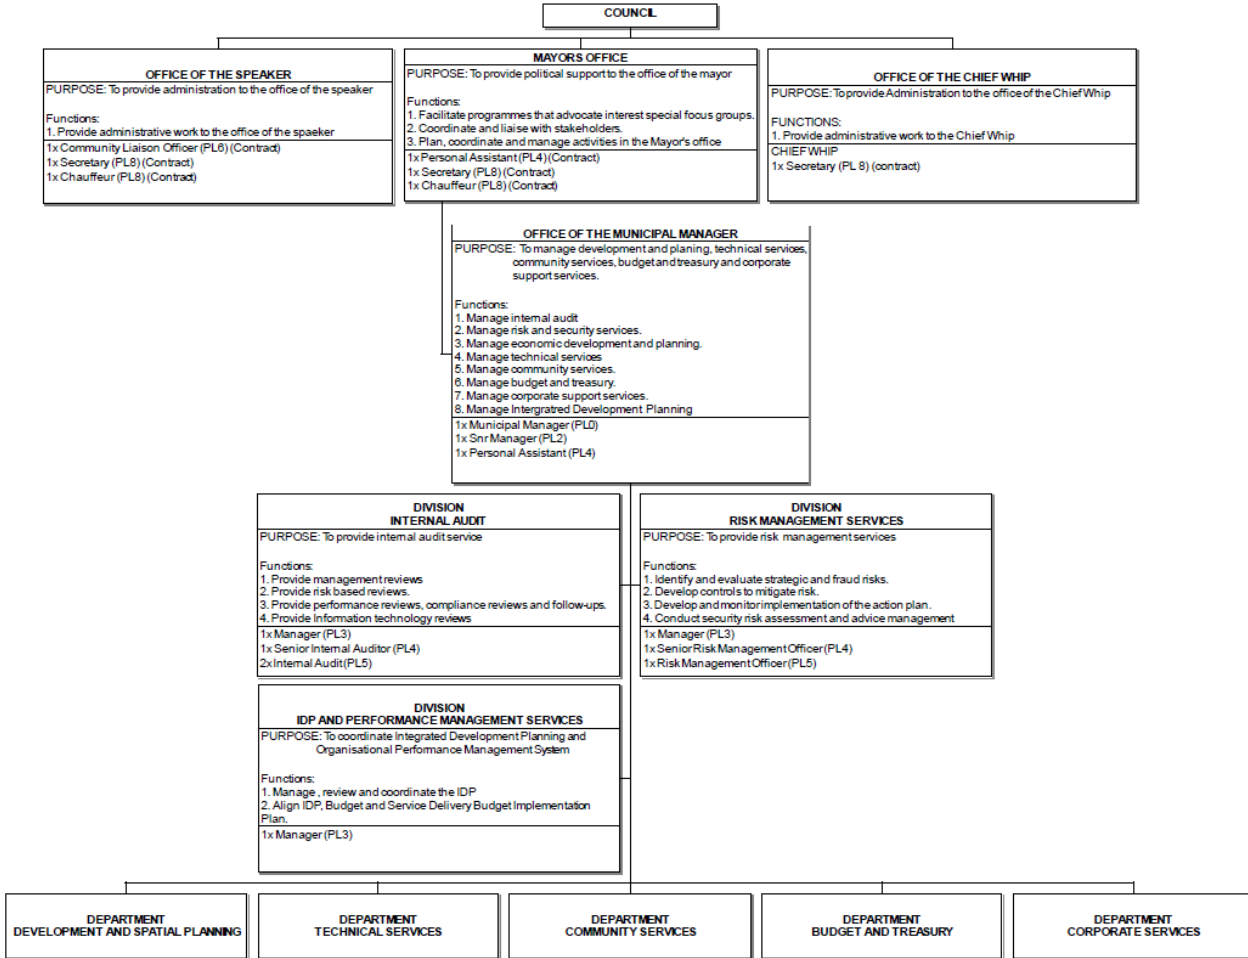 COUNCIL
OFFICE OF THE SPEAKER
PURPOSE: To provide administration to the office of the speaker
Functions:
1. Provide administrative work to the office of the spaeker
1x Community Liaison Officer (PL6) (Contract)
1x Secretary (PL8) (Contract)
1x Chauffeur (PL8) (Contract)
MAYORS OFFICE
PURPOSE: To provide political support to the office of the mayor
Functions:
1. Facilitate programmes that advocate interest special focus groups.
2. Coordinate and liaise with stakeholders.
3. Plan, coordinate and manage activities in the Mayor's office
1x Personal Assistant (PL4) (Contract)
1x Secretary (PL8) (Contract)
1x Chauffeur (PL8) (Contract)
OFFICE OF THE CHIEF WHIP
PURPOSE: To provide Administration to the office of the Chief Whip
FUNCTIONS:
1. Provide administrative work to the Chief Whip
CHIEF WHIP
1x Secretary (PL 8) (contract)
OFFICE OF THE MUNICIPAL MANAGER
PURPOSE: To manage development and planing, technical services,
community services, budget and treasury and corporate
support services.
Functions:
1. Manage internal audit
2. Manage risk and security services.
3. Manage economic development and planning.
4. Manage technical services
5. Manage community services.
6. Manage budget and treasury.
7. Manage corporate support services.
8. Manage Intergratred Development Planning
1x Municipal Manager (PL0)
1x Snr Manager (PL2)
1x Personal Assistant (PL4)
DIVISION
INTERNAL AUDIT
PURPOSE: To provide internal audit service
Functions:
1. Provide management reviews
2. Provide risk based reviews.
3. Provide performance reviews, compliance reviews and follow-ups.
4. Provide Information technology reviews
1x Manager (PL3)
1x Senior Internal Auditor (PL4)
2x Internal Audit (PL5)
DIVISION
RISK MANAGEMENT SERVICES
PURPOSE: To provide risk management services
Functions:
1. Identify and evaluate strategic and fraud risks.
2. Develop controls to mitigate risk.
3. Develop and monitor implementation of the action plan.
4. Conduct security risk assessment and advice management
1x Manager (PL3)
1x Senior Risk Management Officer (PL4)
1x Risk Management Officer (PL5)
DIVISION
IDP AND PERFORMANCE MANAGEMENT SERVICES
PURPOSE: To coordinate Integrated Development Planning and
Organisational Performance Management System
Functions:
1. Manage , review and coordinate the IDP
2. Align IDP, Budget and Service Delivery Budget Implementation
Plan.
1x Manager (PL3)
DEPARTMENT
DEVELOPMENT AND SPATIAL PLANNING
DEPARTMENT
TECHNICAL SERVICES
DEPARTMENT
COMMUNITY SERVICES
DEPARTMENT
BUDGET AND TREASURY
DEPARTMENT
CORPORATE SERVICES